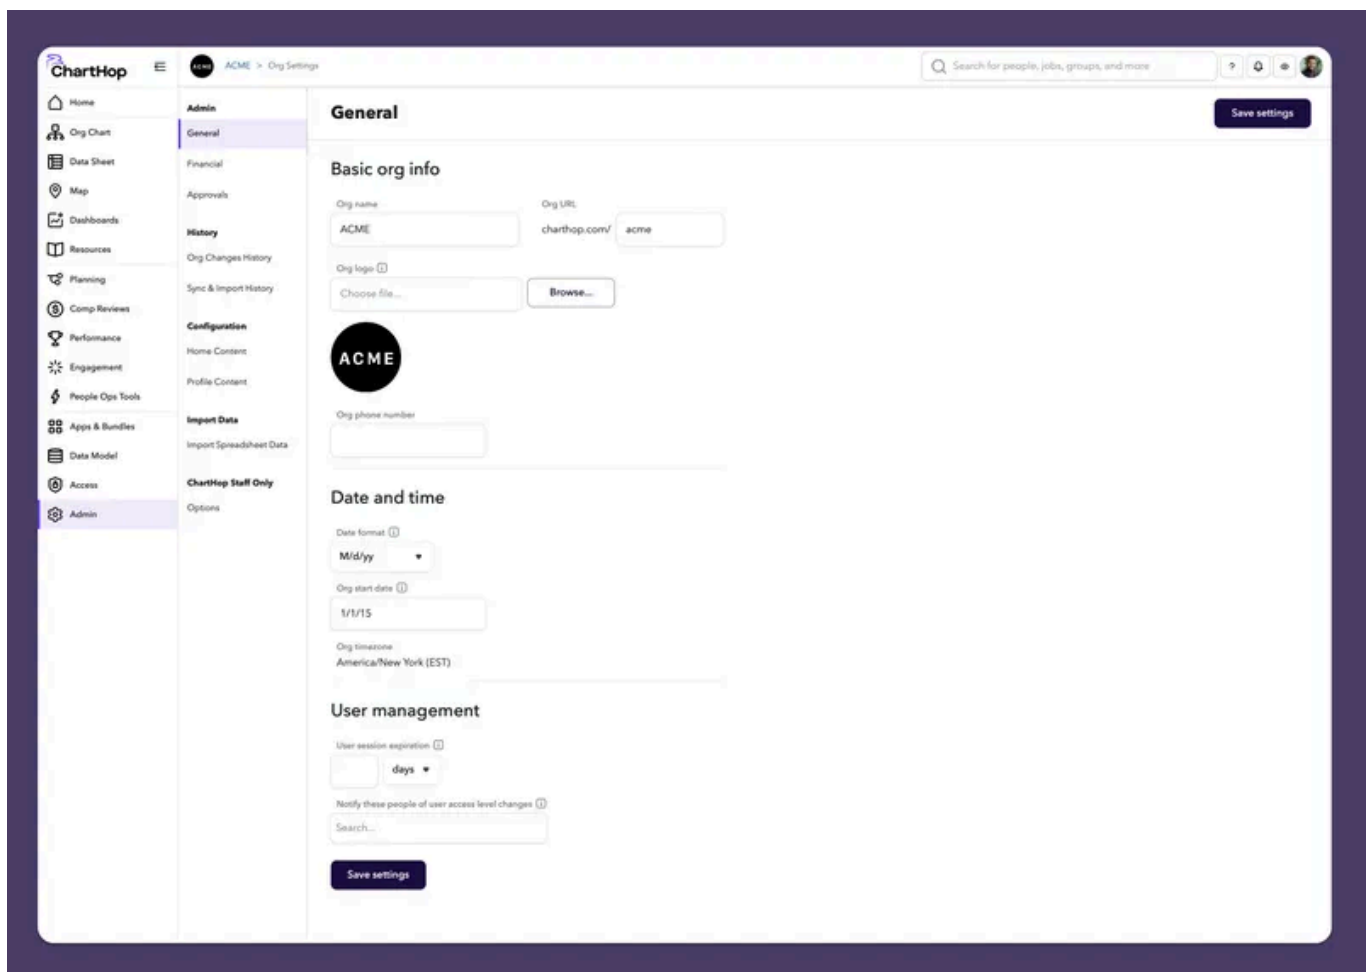 ChartHop
ACME
ACME > Org Settings
Search for people, jobs, groups, and more
?
Home
Org Chart
Data Sheet
Map
Dashboards
Resources
Planning
Comp Reviews
Performance
Engagement
People Ops Tools
Apps & Bundles
Data Model
Access
Admin
Admin
General
Financial
Approvals
History
Org Changes History
Sync & Import History
Configuration
Home Content
Profile Content
Import Data
Import Spreadsheet Data
ChartHop Staff Only
Options
General
Save settings
Basic org info
Org name
Org URL
ACME
charthop.com/
acme
Org logo
Choose file...
Browse...
ACME
Org phone number
Date and time
Date format
M/d/yy
Org start date
1/1/15
Org timezone
America/New York (EST)
User management
User session expiration
days
Notify these people of user access level changes
Search...
Save settings